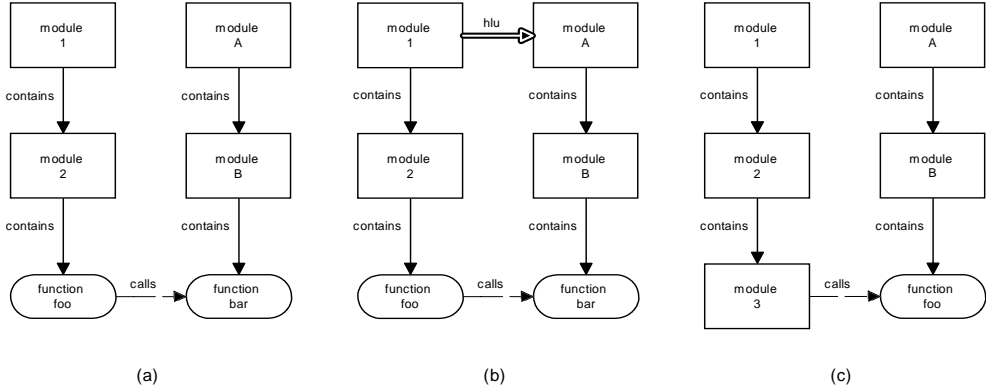 module
1
module
A
contains
contains
module
2
module
B
contains
contains
function
foo
calls
function
bar
(a)
module
1
hlu
module
A
contains
contains
module
2
module
B
contains
contains
function
foo
calls
function
bar
(b)
module
1
module
A
contains
contains
module
2
module
B
contains
contains
module
3
calls
function
foo
(c)